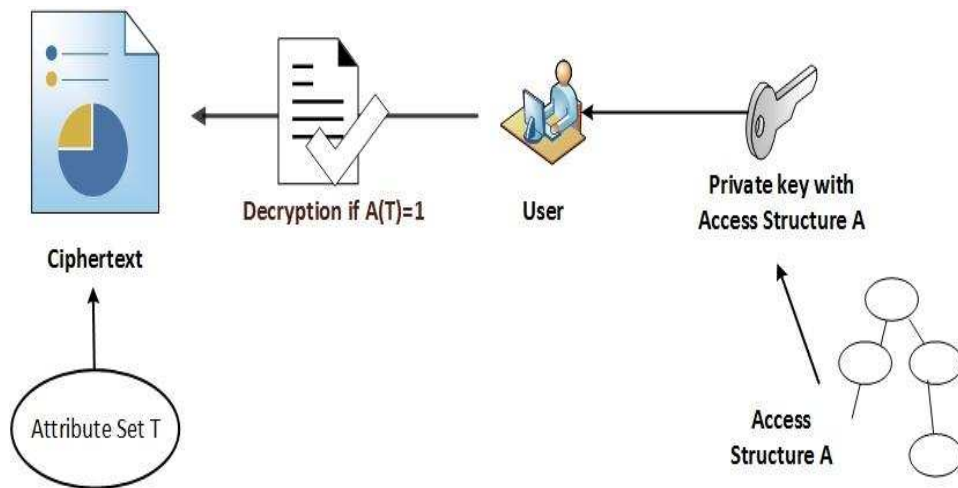 Decryption if A(T)=1
User
Private key with
Access Structure A
Ciphertext
Attribute Set T
Access
Structure A